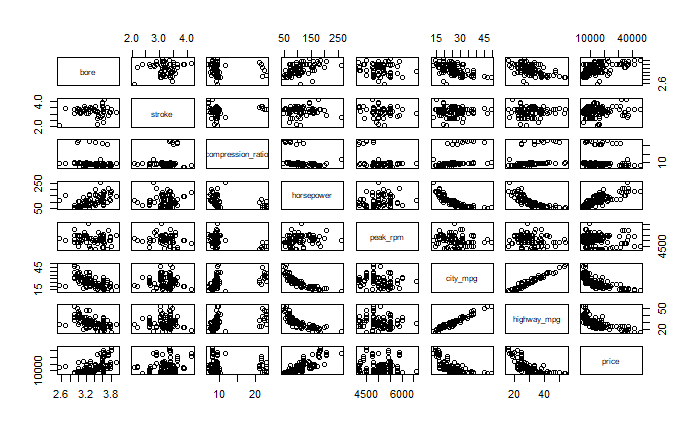 2.0 3.0 4.0 50 150 250 15 30 45 10000 40000
bore
2.6
2.0 4.0
stroke
compression_ratio
10
50 250
horsepower
peak_rpm
4500
15 45
city_mpg
highway_mpg
20 50
10000
price
2.6 3.2 3.8 10 20 4500 6000 20 40